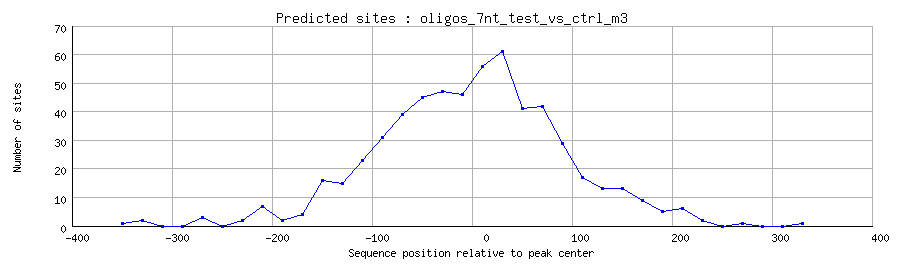 Predicted sites : oligos_7nt_test_vs_ctrl_m3
70
60
50
40
30
20
10
0
Number of sites
-400 -300 -200 -100 0 100 200 300 400
Sequence position relative to peak center